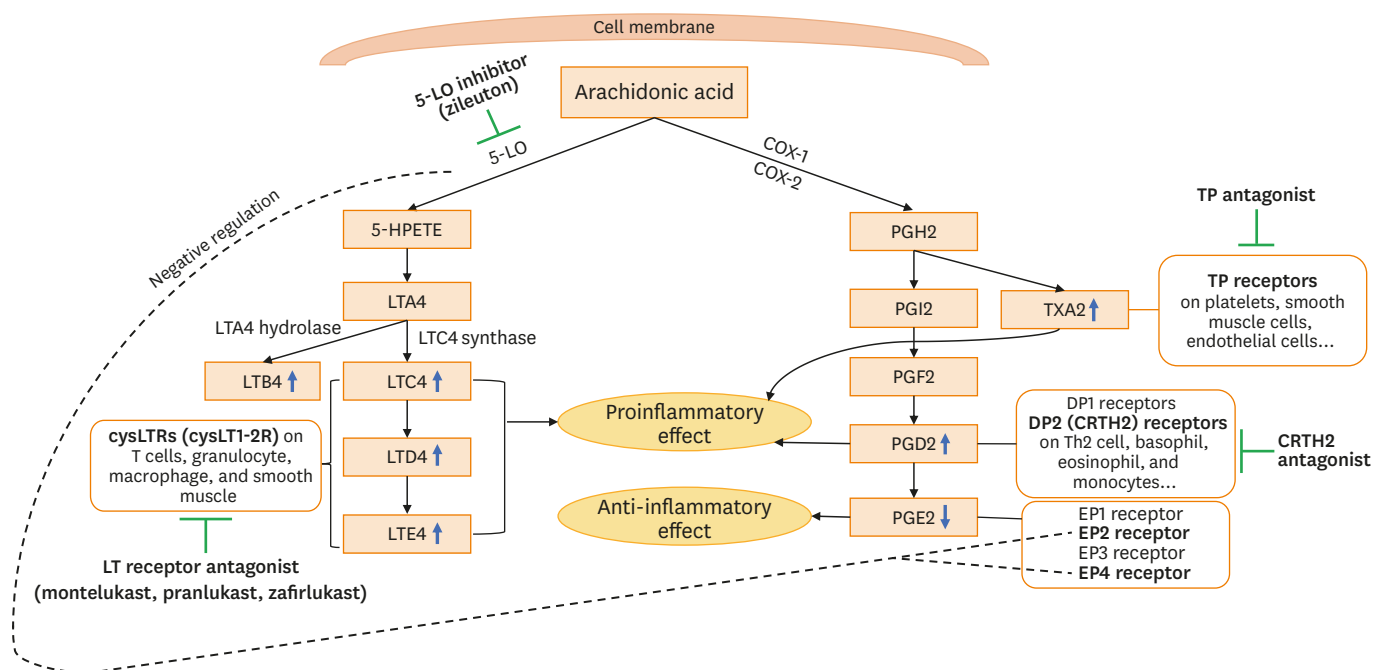 Cell membrane
5-LO inhibitor
(zileuton)
Arachidonic acid
5-LO
COX-1
COX-2
Negative regulation
5-HPETE
PGH2
TP antagonist
LTA4
PGI2
TXA2
TP receptors
on platelets, smooth
muscle cells,
endothelial cells...
LTA4 hydrolase
LTC4 synthase
LTB4
LTC4
PGF2
Proinflammatory
effect
cysLTRs (cysLT1-2R) on
T cells, granulocyte,
macrophage, and smooth
muscle
LTD4
PGD2
DP1 receptors
DP2 (CRTH2) receptors
on Th2 cell, basophil,
eosinophil, and
monocytes...
CRTH2
antagonist
LTE4
Anti-inflammatory
effect
PGE2
EP1 receptor
EP2 receptor
EP3 receptor
EP4 receptor
LT receptor antagonist
(montelukast, pranlukast, zafirlukast)